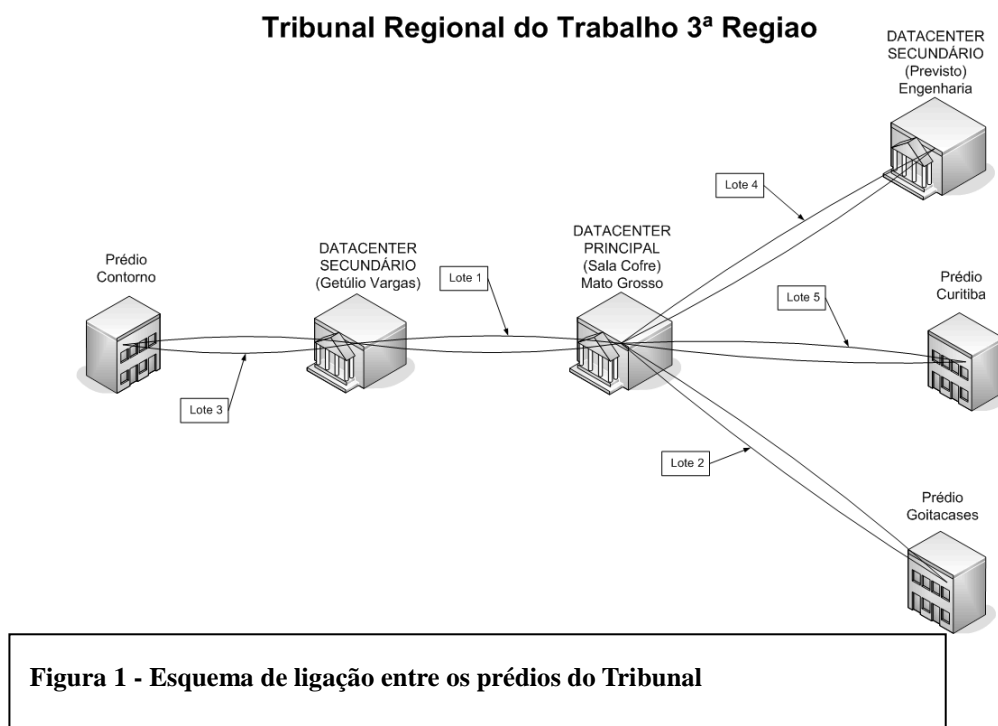 Tribunal Regional do Trabalho 3ª Regiao
DATACENTER
SECUNDÁRIO
(Previsto)
Engenharia
Lote 4
DATACENTER
PRINCIPAL
(Sala Cofre)
Mato Grosso
DATACENTER
SECUNDÁRIO
(Getúlio Vargas)
Prédio
Contorno
Lote 1
Lote 5
Prédio
Curitiba
Lote 3
Lote 2
Prédio
Goitacases
Figura 1 - Esquema de ligação entre os prédios do Tribunal